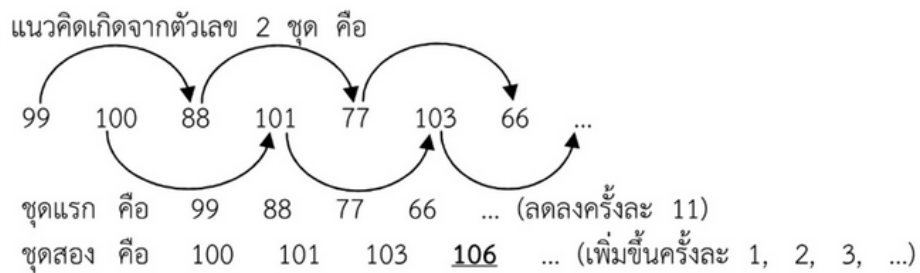 แนวคิดเกิดจากตัวเลข 2 ชุด คือ
99 100 88 101 77 103 66 ...
ชุดแรก คือ 99 88 77 66 ... (ลดลงครั้งละ 11)
ชุดสอง คือ 100 101 103 106 ... (เพิ่มขึ้นครั้งละ 1, 2, 3, ...)